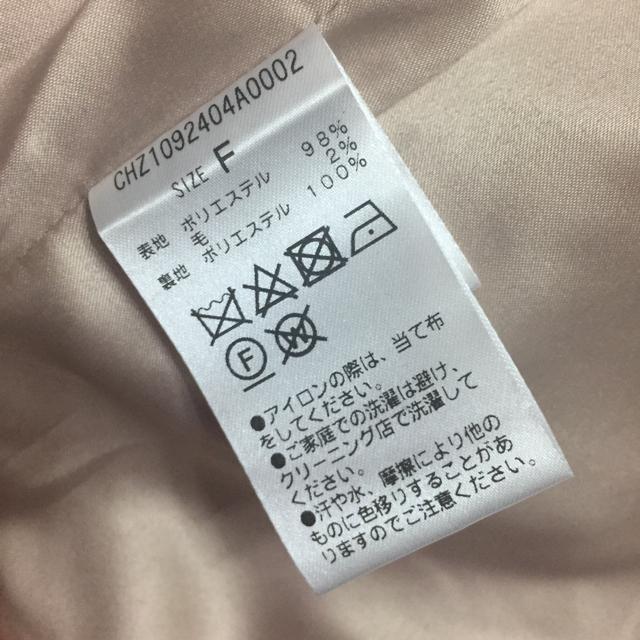 CHZ1092404A0002
SIZE F
表地 ポリエステル 98%
毛 2%
裏地 ポリエステル 100%
F
W
●アイロンの際は、当て布
をしてください。
●ご家庭での洗濯は避け、
クリーニング店で洗濯して
ください。
●汗や水、摩擦により他の
ものに色移りすることがあ
りますのでご注意ください。